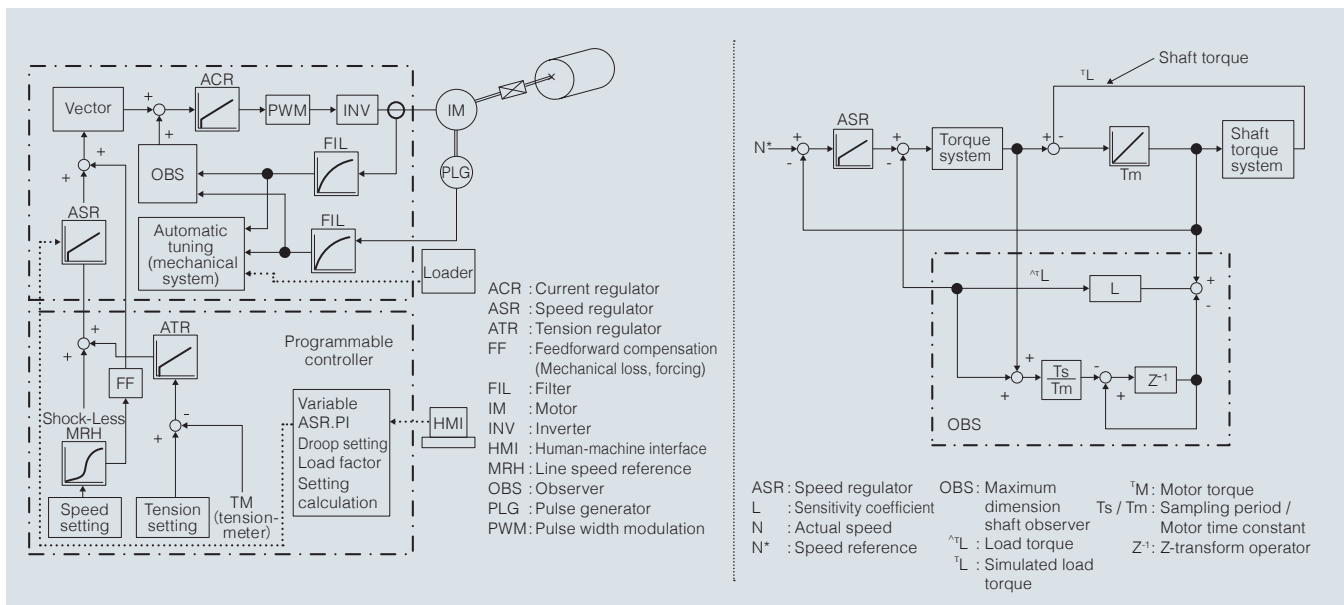 ACR
Vector
+
+
PWM
INV
IM
+
+
+
OBS
FIL
PLG
ASR
FIL
Automatic
tuning
(mechanical
system)
Loader
ATR
+
+
Programmable
controller
FF
Shock-Less
MRH
-
+
Variable
ASR.PI
Droop setting
Load factor
Setting
calculation
HMI
Speed
setting
Tension
setting
TM
(tension-
meter)
ACR : Current regulator
ASR : Speed regulator
ATR : Tension regulator
FF : Feedforward compensation
(Mechanical loss, forcing)
FIL : Filter
IM : Motor
INV : Inverter
HMI : Human-machine interface
MRH : Line speed reference
OBS : Observer
PLG : Pulse generator
PWM : Pulse width modulation
τL
Shaft torque
N*
+
-
ASR
+
-
Torque
system
+
-
Tm
Shaft
torque
system
^τL
L
+
-
+
+
Ts
Tm
-
+
Z-1
OBS
ASR : Speed regulator
L : Sensitivity coefficient
N : Actual speed
N* : Speed reference
OBS : Maximum
dimension
shaft observer
^τL : Load torque
τL : Simulated load
torque
τM : Motor torque
Ts / Tm : Sampling period /
Motor time constant
Z-1 : Z-transform operator